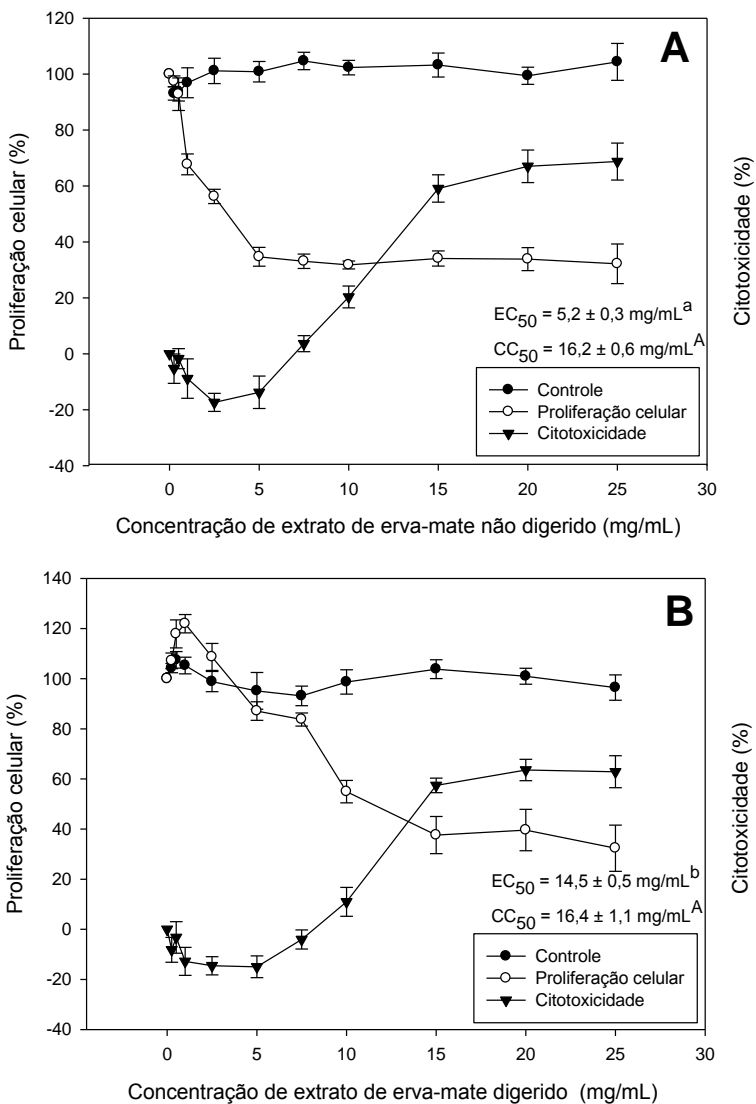 A
120
100
80
60
40
20
0
-20
-40
Proliferação celular (%)
Citotoxicidade (%)
EC50 = 5,2 ± 0,3 mg/mLa
CC50 = 16,2 ± 0,6 mg/mLA
Controle
Proliferação celular
Citotoxicidade
0 5 10 15 20 25 30
Concentração de extrato de erva-mate não digerido (mg/mL)
B
140
120
100
80
60
40
20
0
-20
-40
Proliferação celular (%)
Citotoxicidade (%)
EC50 = 14,5 ± 0,5 mg/mLb
CC50 = 16,4 ± 1,1 mg/mLA
Controle
Proliferação celular
Citotoxicidade
0 5 10 15 20 25 30
Concentração de extrato de erva-mate digerido (mg/mL)